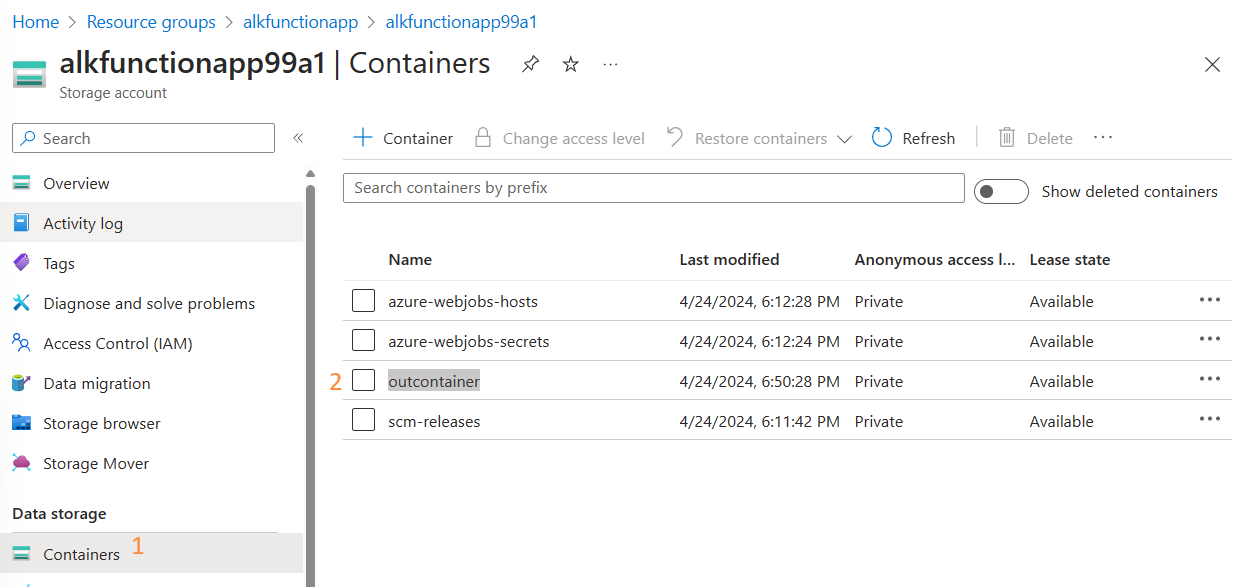 Home > Resource groups > alkfunctionapp > alkfunctionapp99a1
alkfunctionapp99a1 | Containers ...
Storage account
Search «
Overview
Activity log
Tags
Diagnose and solve problems
Access Control (IAM)
Data migration
Storage browser
Storage Mover
Data storage
Containers 1
+ Container Change access level Restore containers Refresh Delete ...
Search containers by prefix Show deleted containers
Name Last modified Anonymous access l... Lease state
azure-webjobs-hosts 4/24/2024, 6:12:28 PM Private Available ...
azure-webjobs-secrets 4/24/2024, 6:12:24 PM Private Available ...
2 outcontainer 4/24/2024, 6:50:28 PM Private Available ...
scm-releases 4/24/2024, 6:11:42 PM Private Available ...